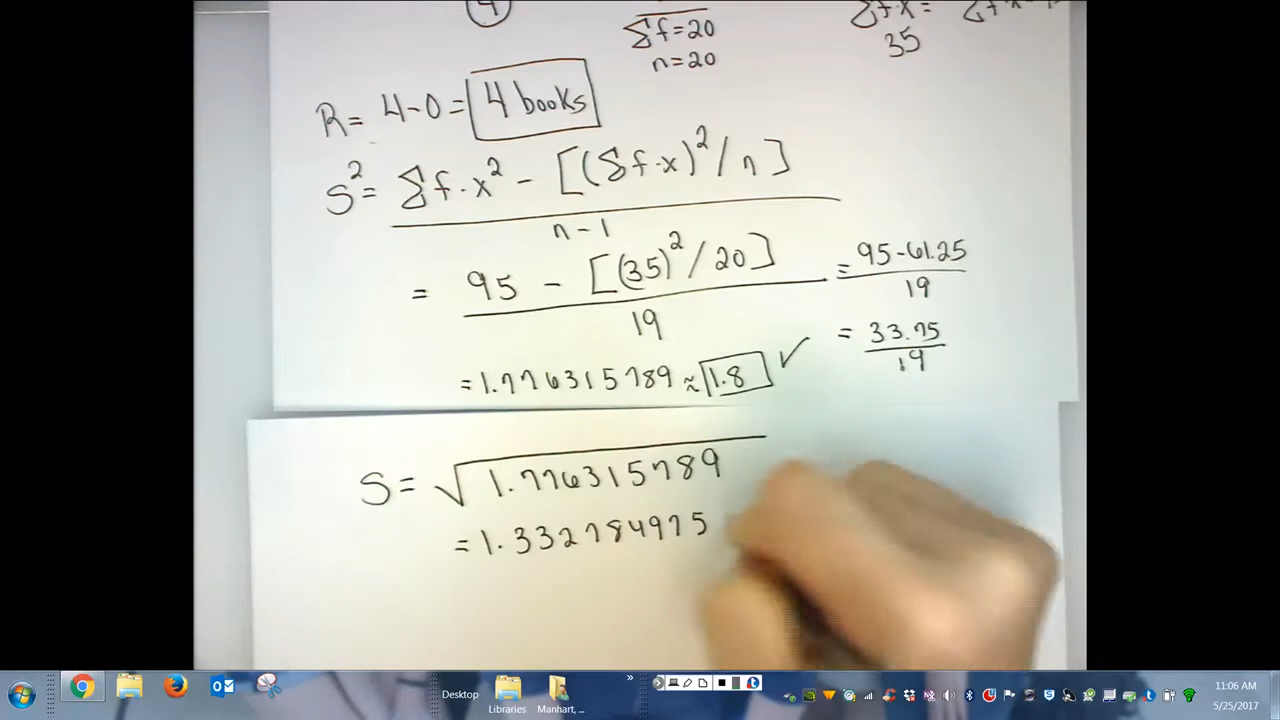 4
Σf=20
n=20
Σf·x=
35
R= 4-0= 4 books
S²= Σf·x² - [(Σf·x)²/n]
n-1
= 95 - [(35)²/20]
19
= 95-61.25
19
= 33.75
19
=1.776315789 ≈ 1.8 ✓
S= √1.776315789
=1.332784975
Desktop
Libraries
Manhart, ...
»
11:06 AM
5/25/2017